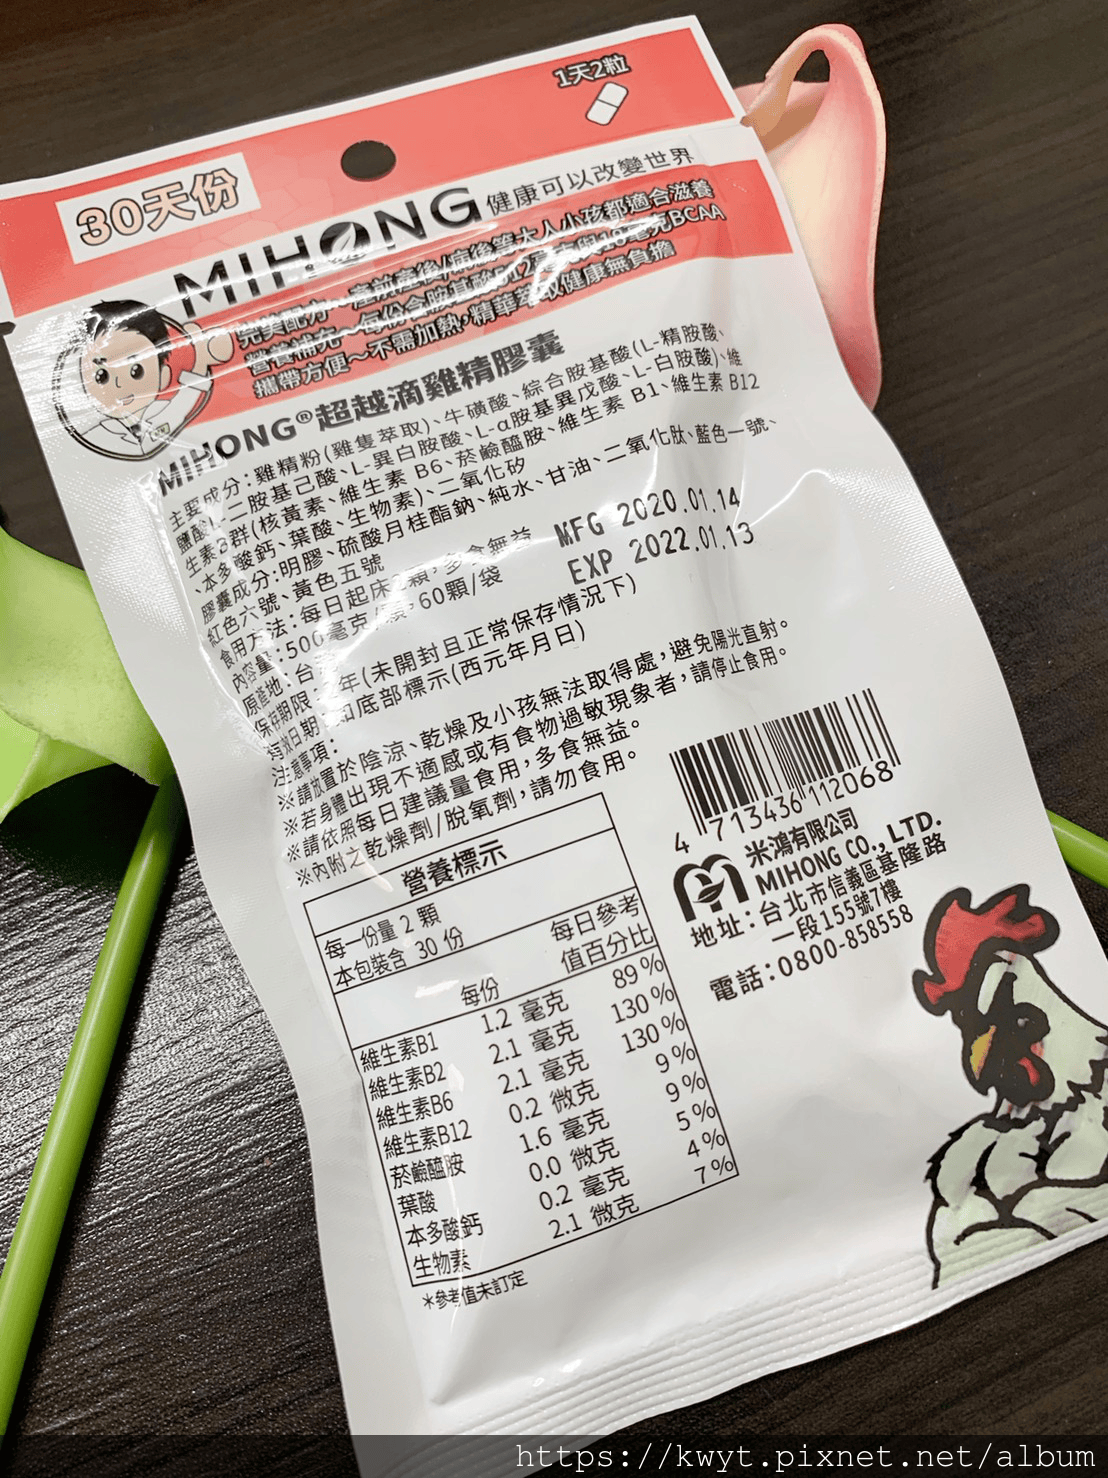 1天2粒
30天份
MIHONG 健康可以改變世界
完美配方～產前產後/病後等大人小孩都適合滋養
營養補充～每份含胺基酸512毫克與18毫克BCAA
攜帶方便～不需加熱，精華萃取健康無負擔
MIHONG®超越滴雞精膠囊
主要成分：雞精粉(雞隻萃取)、牛磺酸、綜合胺基酸(L-精胺酸、
鹽酸L-二胺基己酸、L-異白胺酸、L-α胺基異戊酸、L-白胺酸)、維
生素B群(核黃素、維生素 B6、菸鹼醯胺、維生素 B1、維生素 B12
、本多酸鈣、葉酸、生物素)、二氧化矽
膠囊成分：明膠、硫酸月桂酯鈉、純水、甘油、二氧化肽、藍色一號、
紅色六號、黃色五號
食用方法：每日起床 顆，多食無益
MFG 2020.01.14
內容量：500毫克/顆，60顆/袋
EXP 2022.01.13
原產地：台
保存期限： 年(未開封且正常保存情況下)
有效日期：如底部標示(西元年月日)
注意事項：
※請放置於陰涼、乾燥及小孩無法取得處，避免陽光直射。
※若身體出現不適感或有食物過敏現象者，請停止食用。
※請依照每日建議量食用，多食無益。
※內附之乾燥劑/脫氧劑，請勿食用。
4 713436 112068
米鴻有限公司
MIHONG CO., LTD.
地址：台北市信義區基隆路
一段155號7樓
電話：0800-858558
營養標示
每一份量 2 顆
本包裝含 30 份
每份 每日參考值百分比
維生素B1 1.2 毫克 89%
維生素B2 2.1 毫克 130%
維生素B6 2.1 毫克 130%
維生素B12 0.2 微克 9%
菸鹼醯胺 1.6 毫克 9%
葉酸 0.0 微克 5%
本多酸鈣 0.2 毫克 4%
生物素 2.1 微克 7%
＊參考值未訂定
https://kwyt.pixnet.net/album